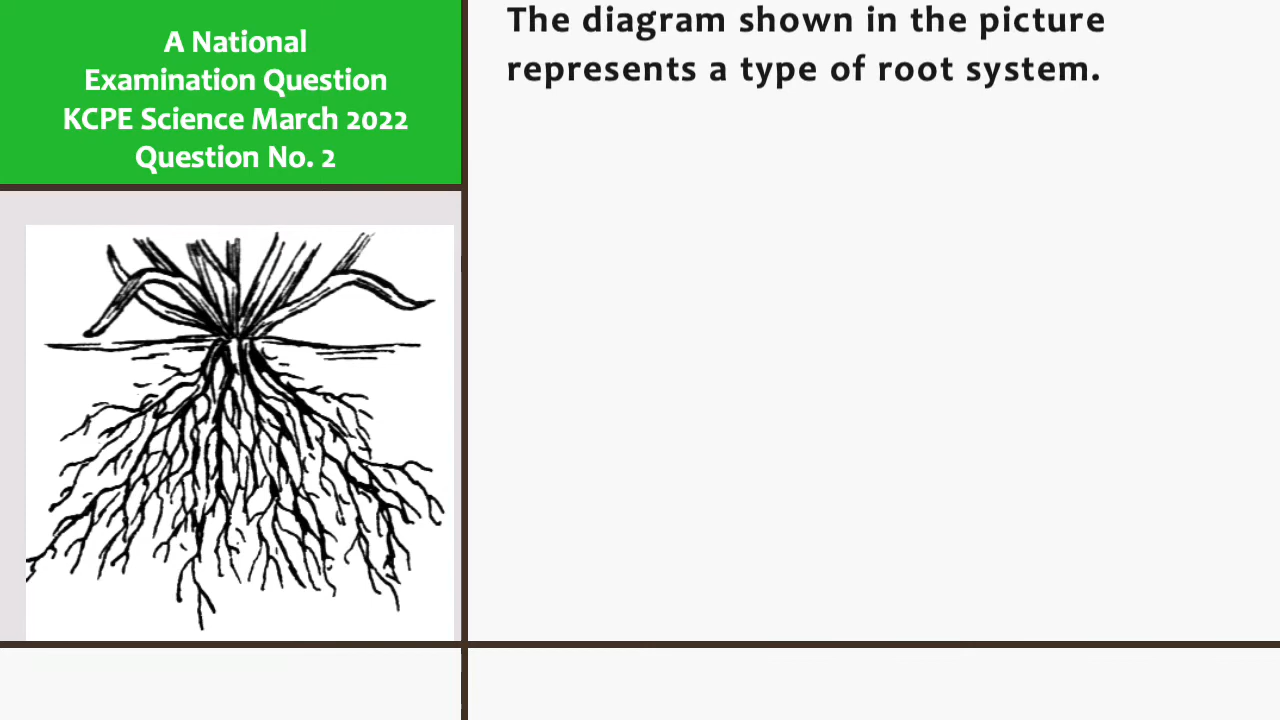 A National
Examination Question
KCPE Science March 2022
Question No. 2
The diagram shown in the picture
represents a type of root system.